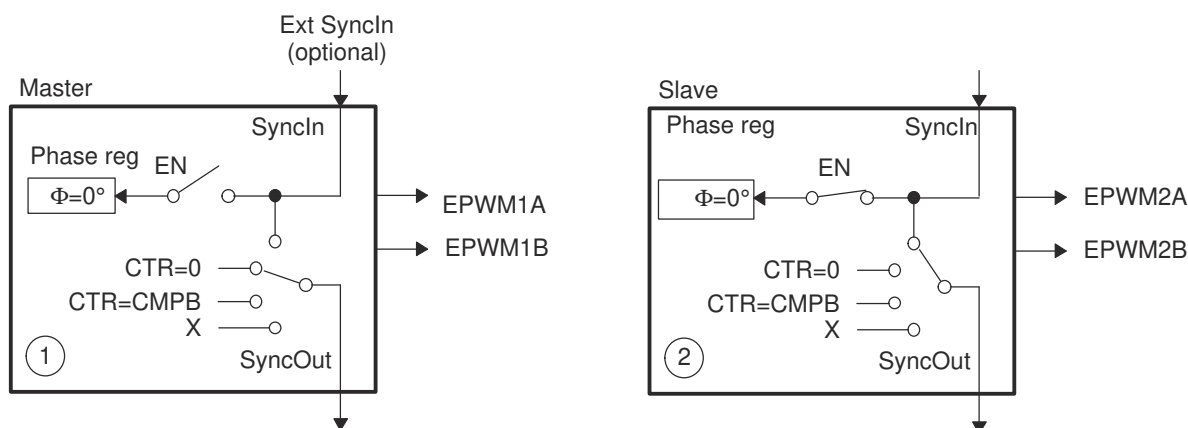 Ext SyncIn
(optional)
Master
SyncIn
Phase reg
EN
Φ=0°
EPWM1A
EPWM1B
CTR=0
CTR=CMPB
X
1
SyncOut
Slave
Phase reg
SyncIn
EN
Φ=0°
EPWM2A
EPWM2B
CTR=0
CTR=CMPB
X
2
SyncOut